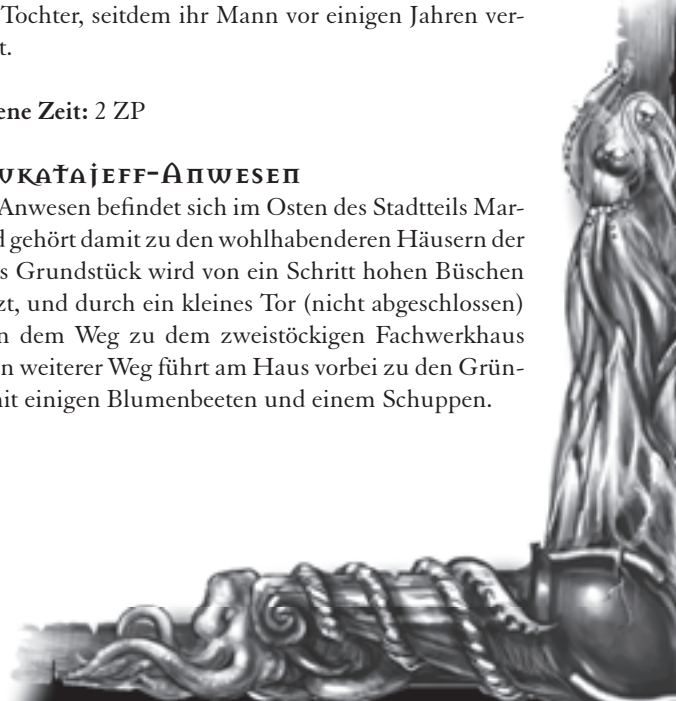 Tochter, seitdem ihr Mann vor einigen Jahren ver-
t.
ene Zeit: 2 ZP
ukatajeff-Anwesen
Anwesen befindet sich im Osten des Stadtteils Mar-
d gehört damit zu den wohlhabenderen Häusern der
s Grundstück wird von ein Schritt hohen Büschen
zt, und durch ein kleines Tor (nicht abgeschlossen)
n dem Weg zu dem zweistöckigen Fachwerkhaus
n weiterer Weg führt am Haus vorbei zu den Grün-
nit einigen Blumenbeeten und einem Schuppen.